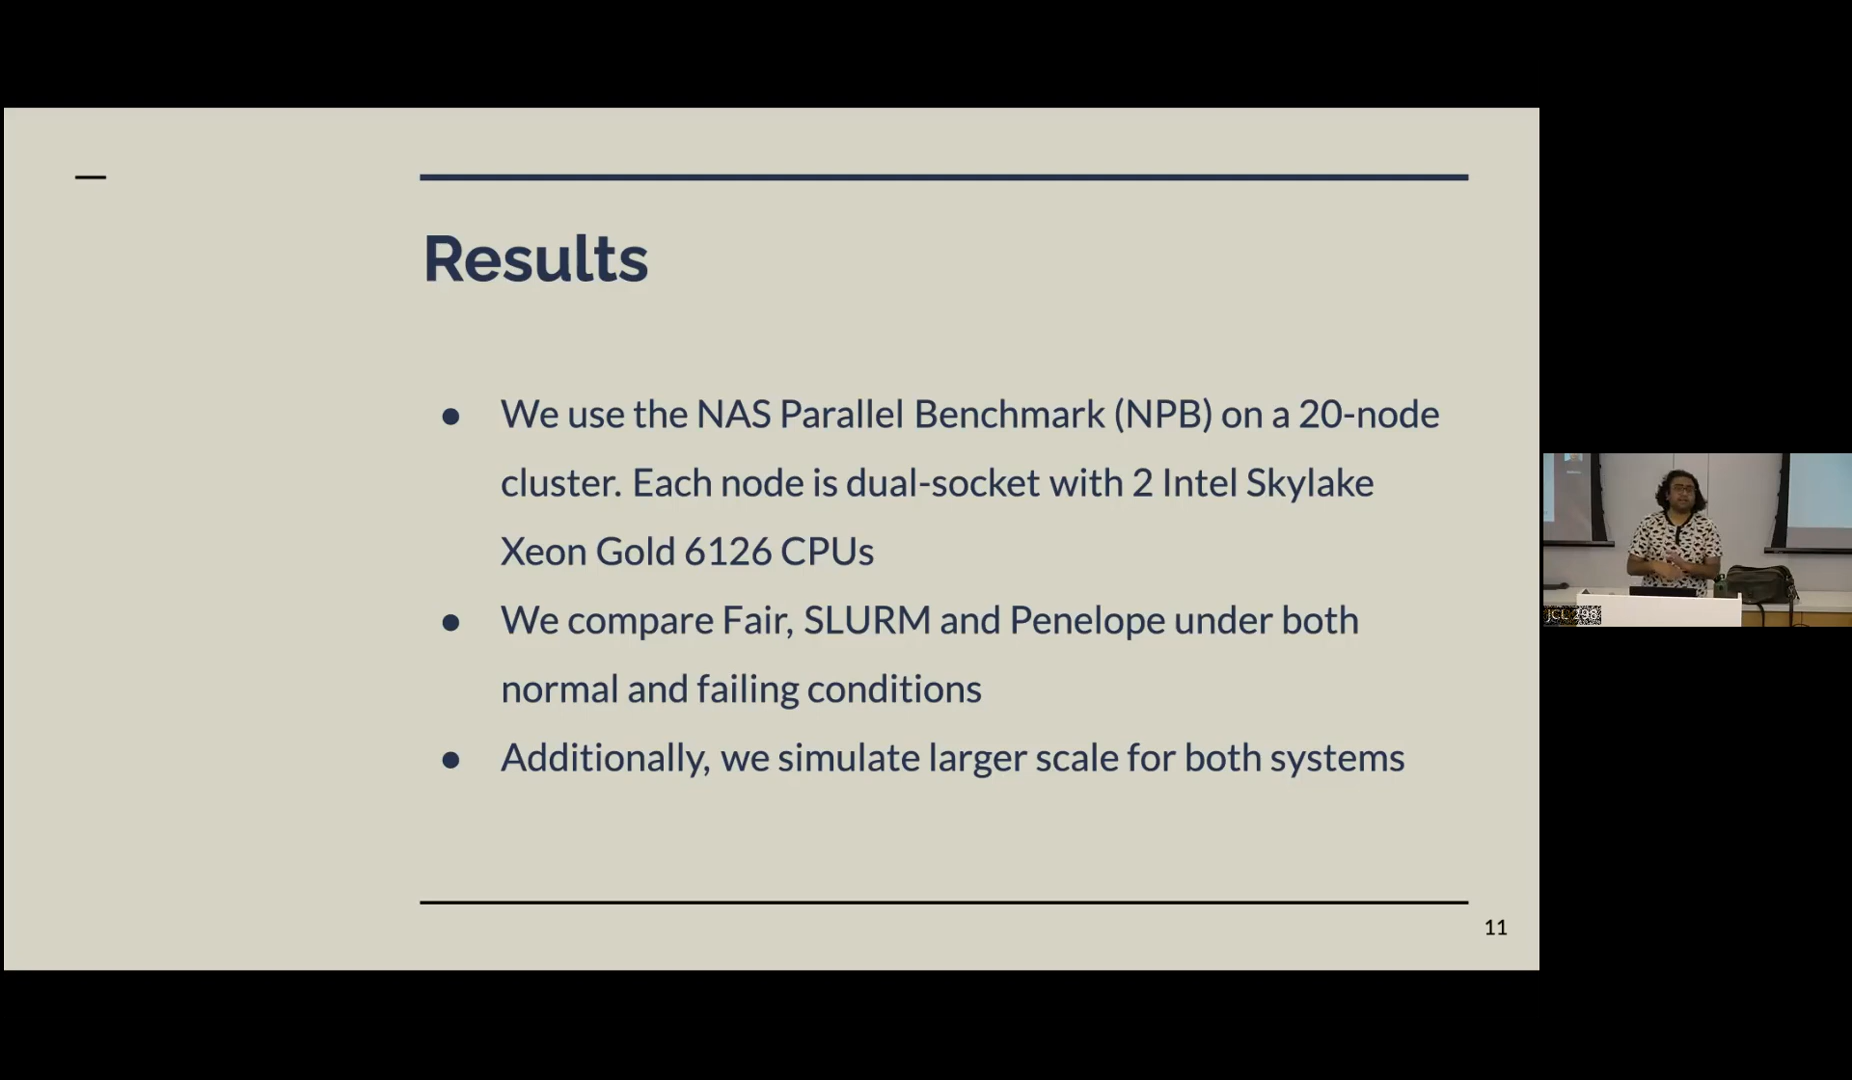 Results
● We use the NAS Parallel Benchmark (NPB) on a 20-node
cluster. Each node is dual-socket with 2 Intel Skylake
Xeon Gold 6126 CPUs
● We compare Fair, SLURM and Penelope under both
normal and failing conditions
● Additionally, we simulate larger scale for both systems
11
JCL 298